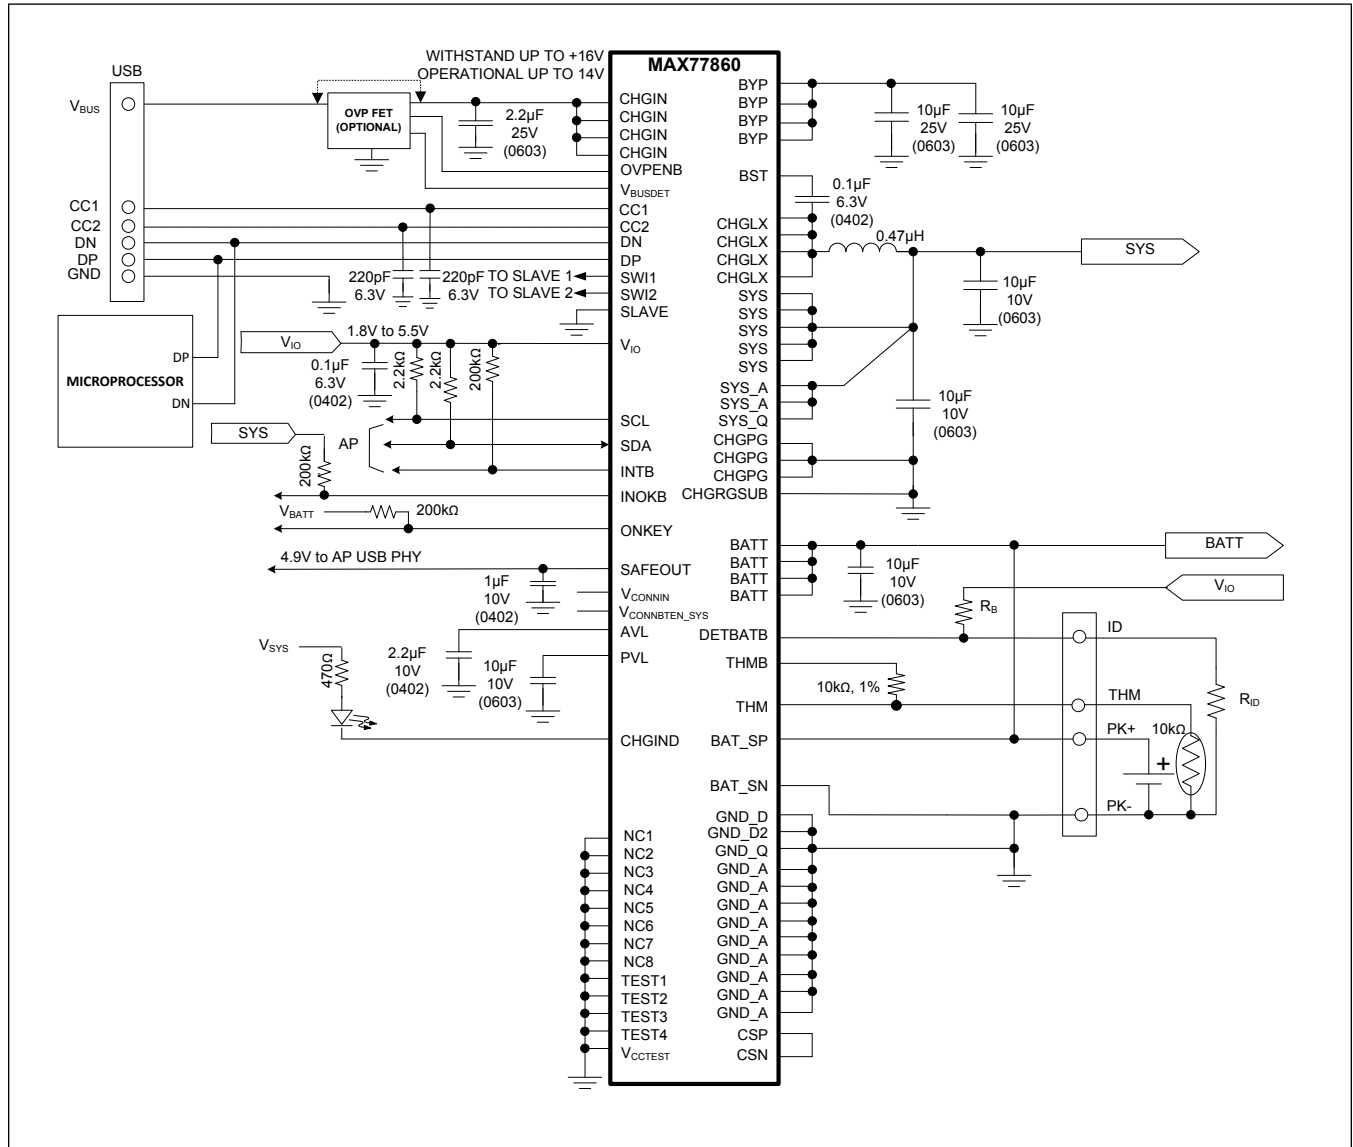 WITHSTAND UP TO +16V
OPERATIONAL UP TO 14V
MAX77860
USB
VBUS
CC1
CC2
DN
DP
GND
OVP FET
(OPTIONAL)
2.2µF
25V
(0603)
CHGIN
CHGIN
CHGIN
CHGIN
OVPENB
VBUSDET
CC1
CC2
DN
DP
SWI1
SWI2
SLAVE
220pF
6.3V
220pF
6.3V
TO SLAVE 1
TO SLAVE 2
MICROPROCESSOR
DP
DN
VIO
1.8V to 5.5V
VIO
0.1µF
6.3V
(0402)
2.2kΩ
2.2kΩ
200kΩ
SYS
200kΩ
AP
SCL
SDA
INTB
INOKB
VBATT
200kΩ
ONKEY
4.9V to AP USB PHY
SAFEOUT
1µF
10V
(0402)
VCONNIN
VCONNBTEN_SYS
AVL
2.2µF
10V
(0402)
PVL
10µF
10V
(0603)
VSYS
470Ω
CHGIND
NC1
NC2
NC3
NC4
NC5
NC6
NC7
NC8
TEST1
TEST2
TEST3
TEST4
VCCTEST
BYP
BYP
BYP
BYP
10µF
25V
(0603)
10µF
25V
(0603)
BST
0.1µF
6.3V
(0402)
CHGLX
CHGLX
CHGLX
CHGLX
0.47µH
SYS
10µF
10V
(0603)
SYS
SYS
SYS
SYS
SYS
SYS_A
SYS_A
SYS_Q
10µF
10V
(0603)
CHGPG
CHGPG
CHGPG
CHGRGSUB
BATT
BATT
BATT
BATT
10µF
10V
(0603)
BATT
VIO
RB
DETBATB
ID
THMB
10kΩ, 1%
THM
THM
RID
BAT_SP
PK+
10kΩ
+
BAT_SN
PK-
GND_D
GND_D2
GND_Q
GND_A
GND_A
GND_A
GND_A
GND_A
GND_A
GND_A
GND_A
GND_A
CSP
CSN